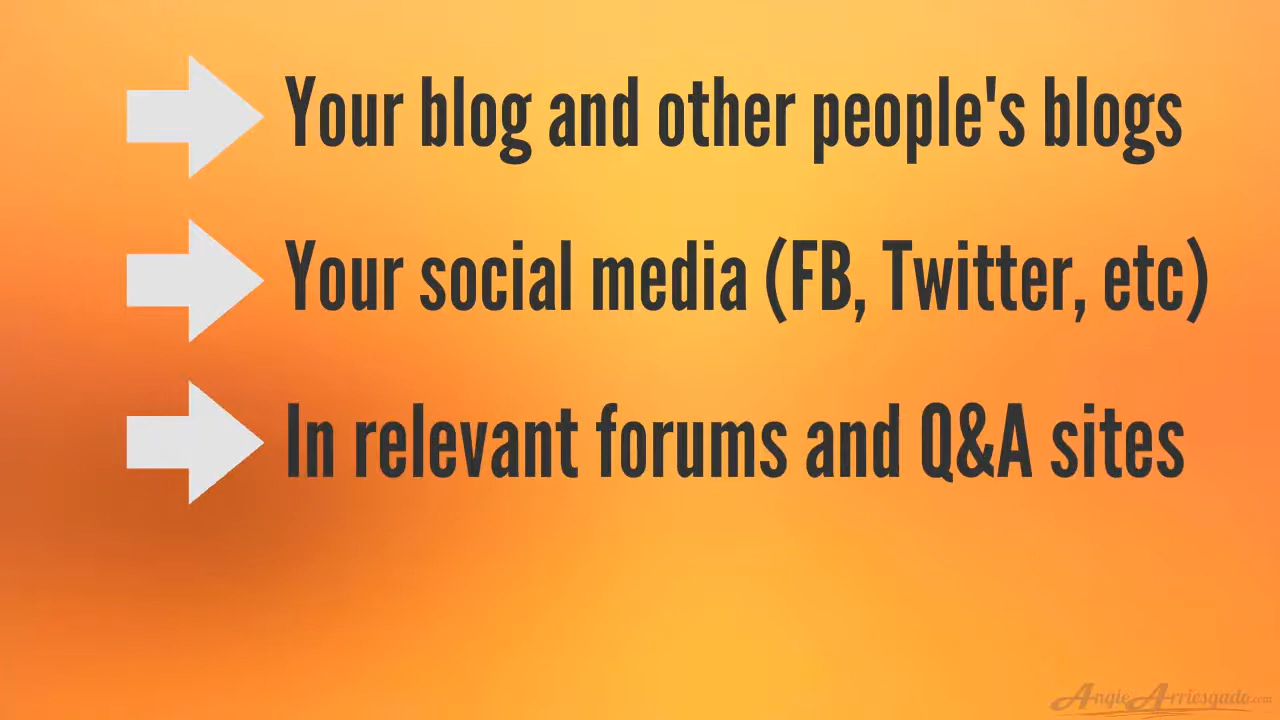 Your blog and other people's blogs
Your social media (FB, Twitter, etc)
In relevant forums and Q&A sites
AngieArriesgado.com